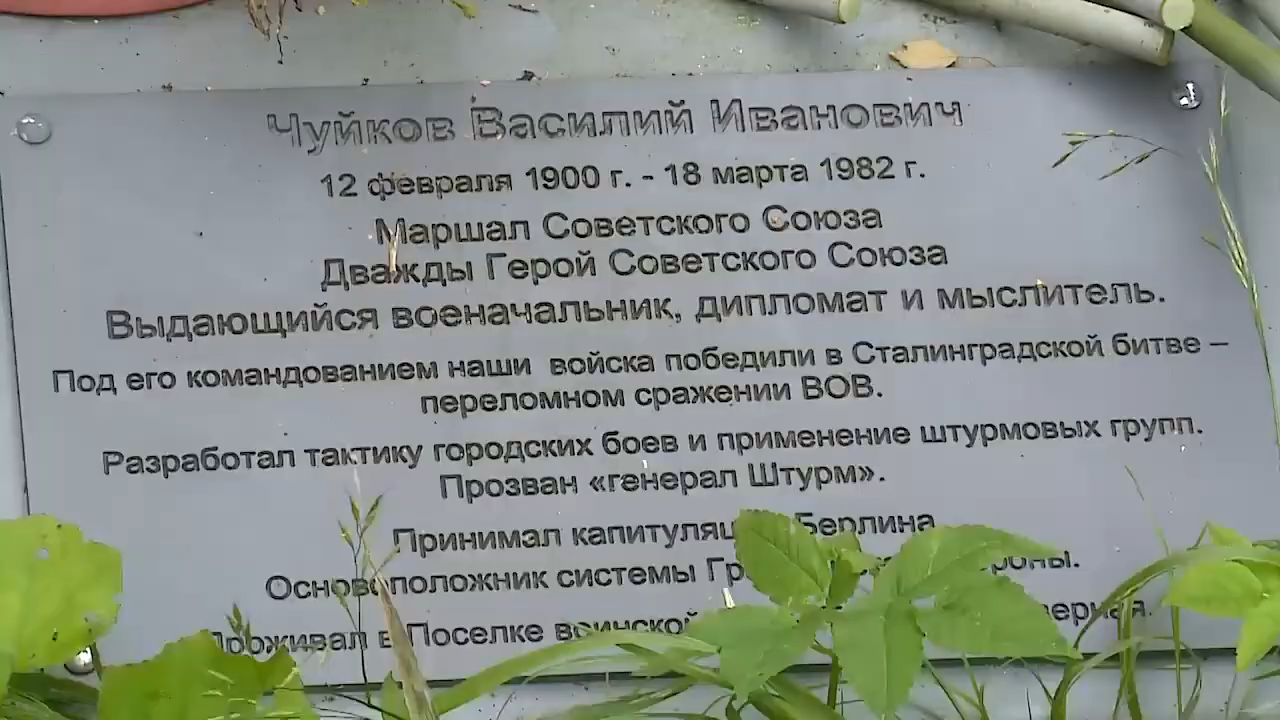 Чуйков Василий Иванович
12 февраля 1900 г. - 18 марта 1982 г.
Маршал Советского Союза
Дважды Герой Советского Союза
Выдающийся военачальник, дипломат и мыслитель.
Под его командованием наши войска победили в Сталинградской битве –
переломном сражении ВОВ.
Разработал тактику городских боев и применение штурмовых групп.
Прозван «генерал Штурм».
Принимал капитуляцию Берлина
Основоположник системы
Проживал в Поселке воинской